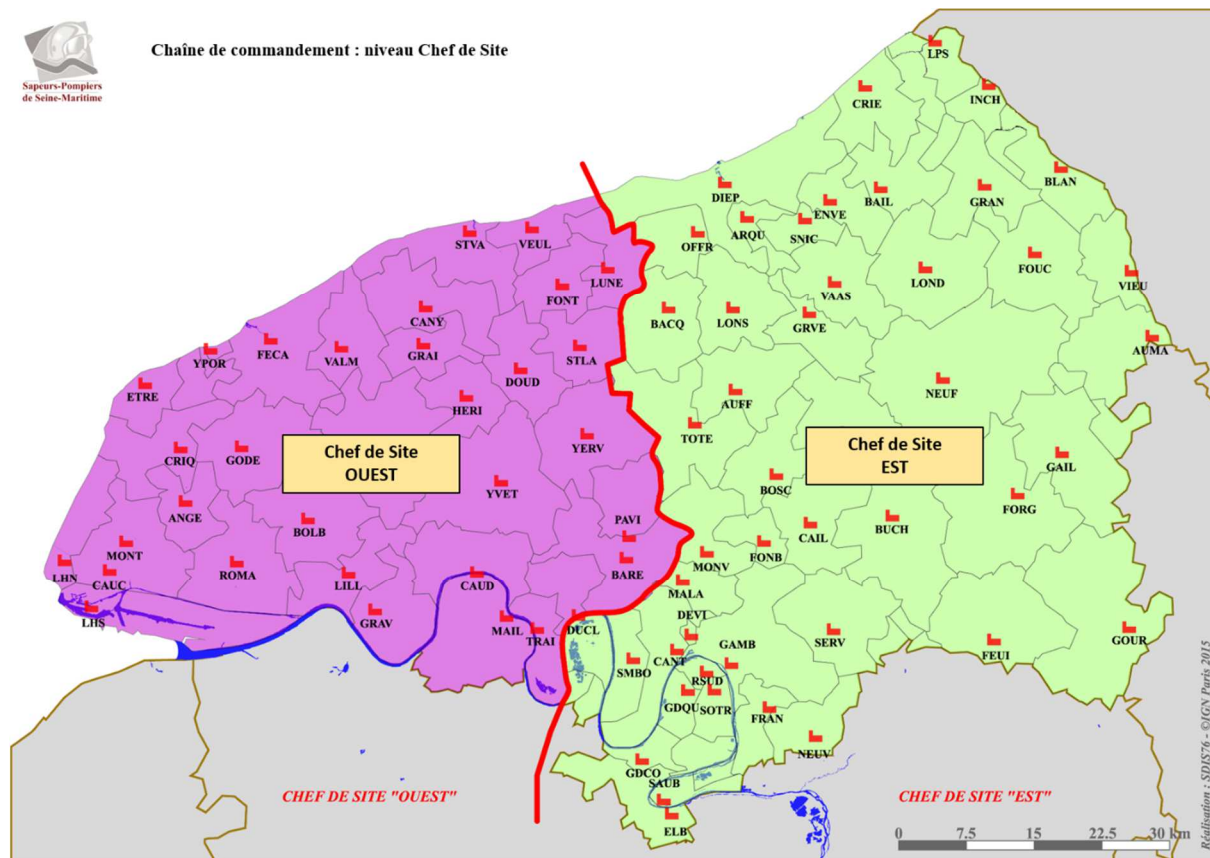 Chaîne de commandement : niveau Chef de Site
Sapeurs-Pompiers
de Seine-Maritime
LPS
INCH
CRIE
BLAN
DIEP
ENVE
BAIL
GRAN
STVA
VEUL
OFFR
ARQU
SNIC
FOUC
LUNE
FONT
VAAS
LOND
VIEU
CANY
BACQ
LONS
GRVE
YPOR
FECA
VALM
GRAI
STLA
AUMA
ETRE
DOUD
HERI
AUFF
NEUF
TOTE
CRIQ
GODE
Chef de Site
OUEST
YERV
Chef de Site
EST
GAIL
YVET
BOSC
ANGE
BOLB
PAVI
CAIL
BUCH
FORG
MONT
FONB
MONV
LHN
CAUC
ROMA
LILL
CAUD
BARE
MALA
LHS
GRAV
MAIL
TRAI
DUCL
DEVI
GAMB
SERV
FEUI
GOUR
SMBO
CANT
RSUD
GDQU
SOTR
FRAN
NEUV
GDCO
SAUB
ELB
CHEF DE SITE "OUEST"
CHEF DE SITE "EST"
0 7.5 15 22.5 30 km
Réalisation : SDIS76 - ©IGN Paris 2015